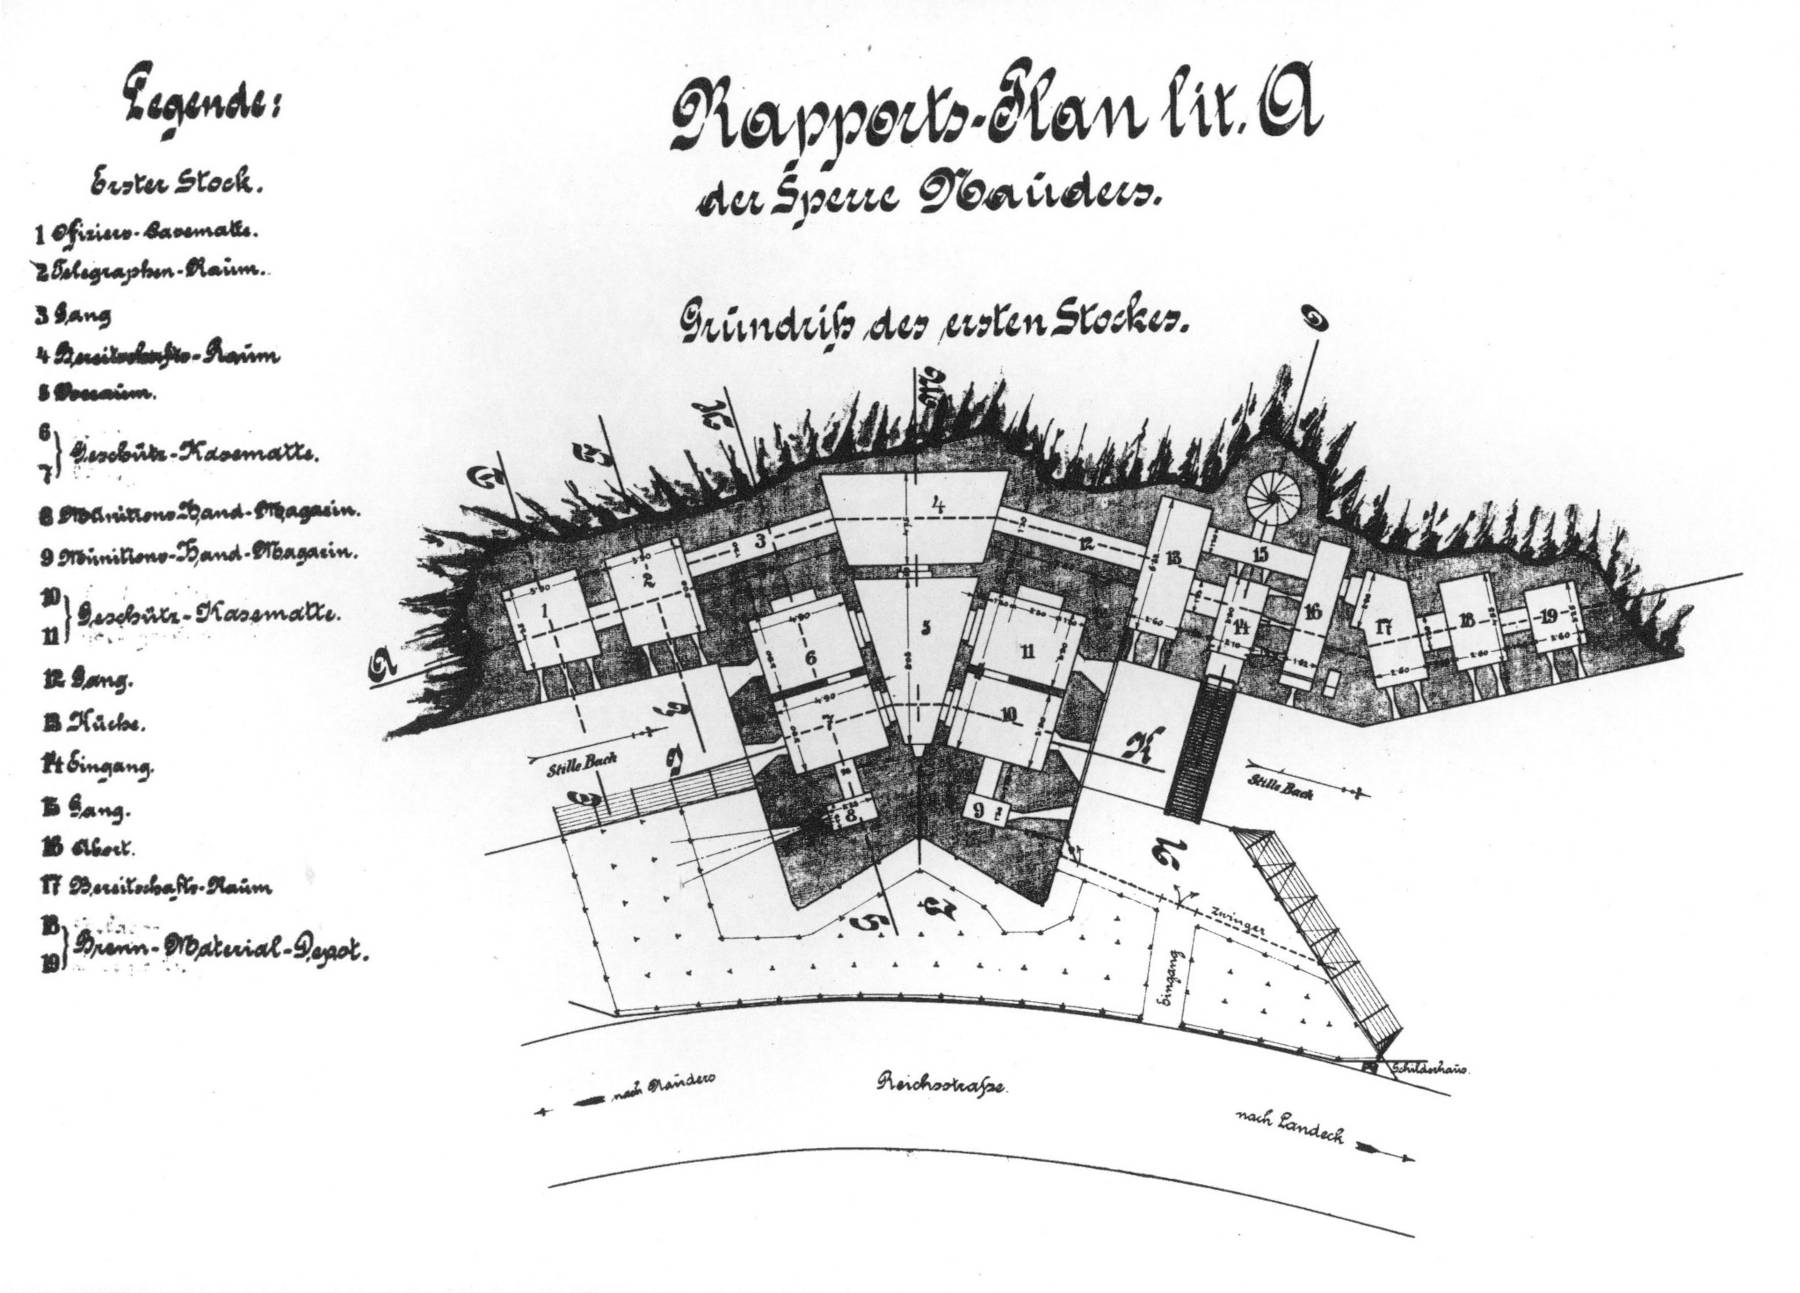 Legende:
Erster Stock.
1 Offiziers-Casematte.
2 Telegraphen-Raum.
3 Gang
4 Bereitschafts-Raum
5 Vorraum.
6
7 } Geschütz-Kasematte.
8 Munitions-Hand-Magazin.
9 Munitions-Hand-Magazin.
10
11 } Geschütz-Kasematte.
12 Gang.
13 Küche.
14 Eingang.
15 Gang.
16 Abort.
17 Bereitschafts-Raum
18
19 } Brenn-Material-Depot.
Rapports-Plan lit. A
der Sperre Nauders.
Grundriß des ersten Stockes.
M
A
1
2
3
4
5
6
7
8
9
10
11
12
13
14
15
16
17
18
19
Stille Bach
Stille Bach
K
Zwinger
Eingang
Schilderhaus.
Reichsstraße.
nach Nauders
nach Landeck